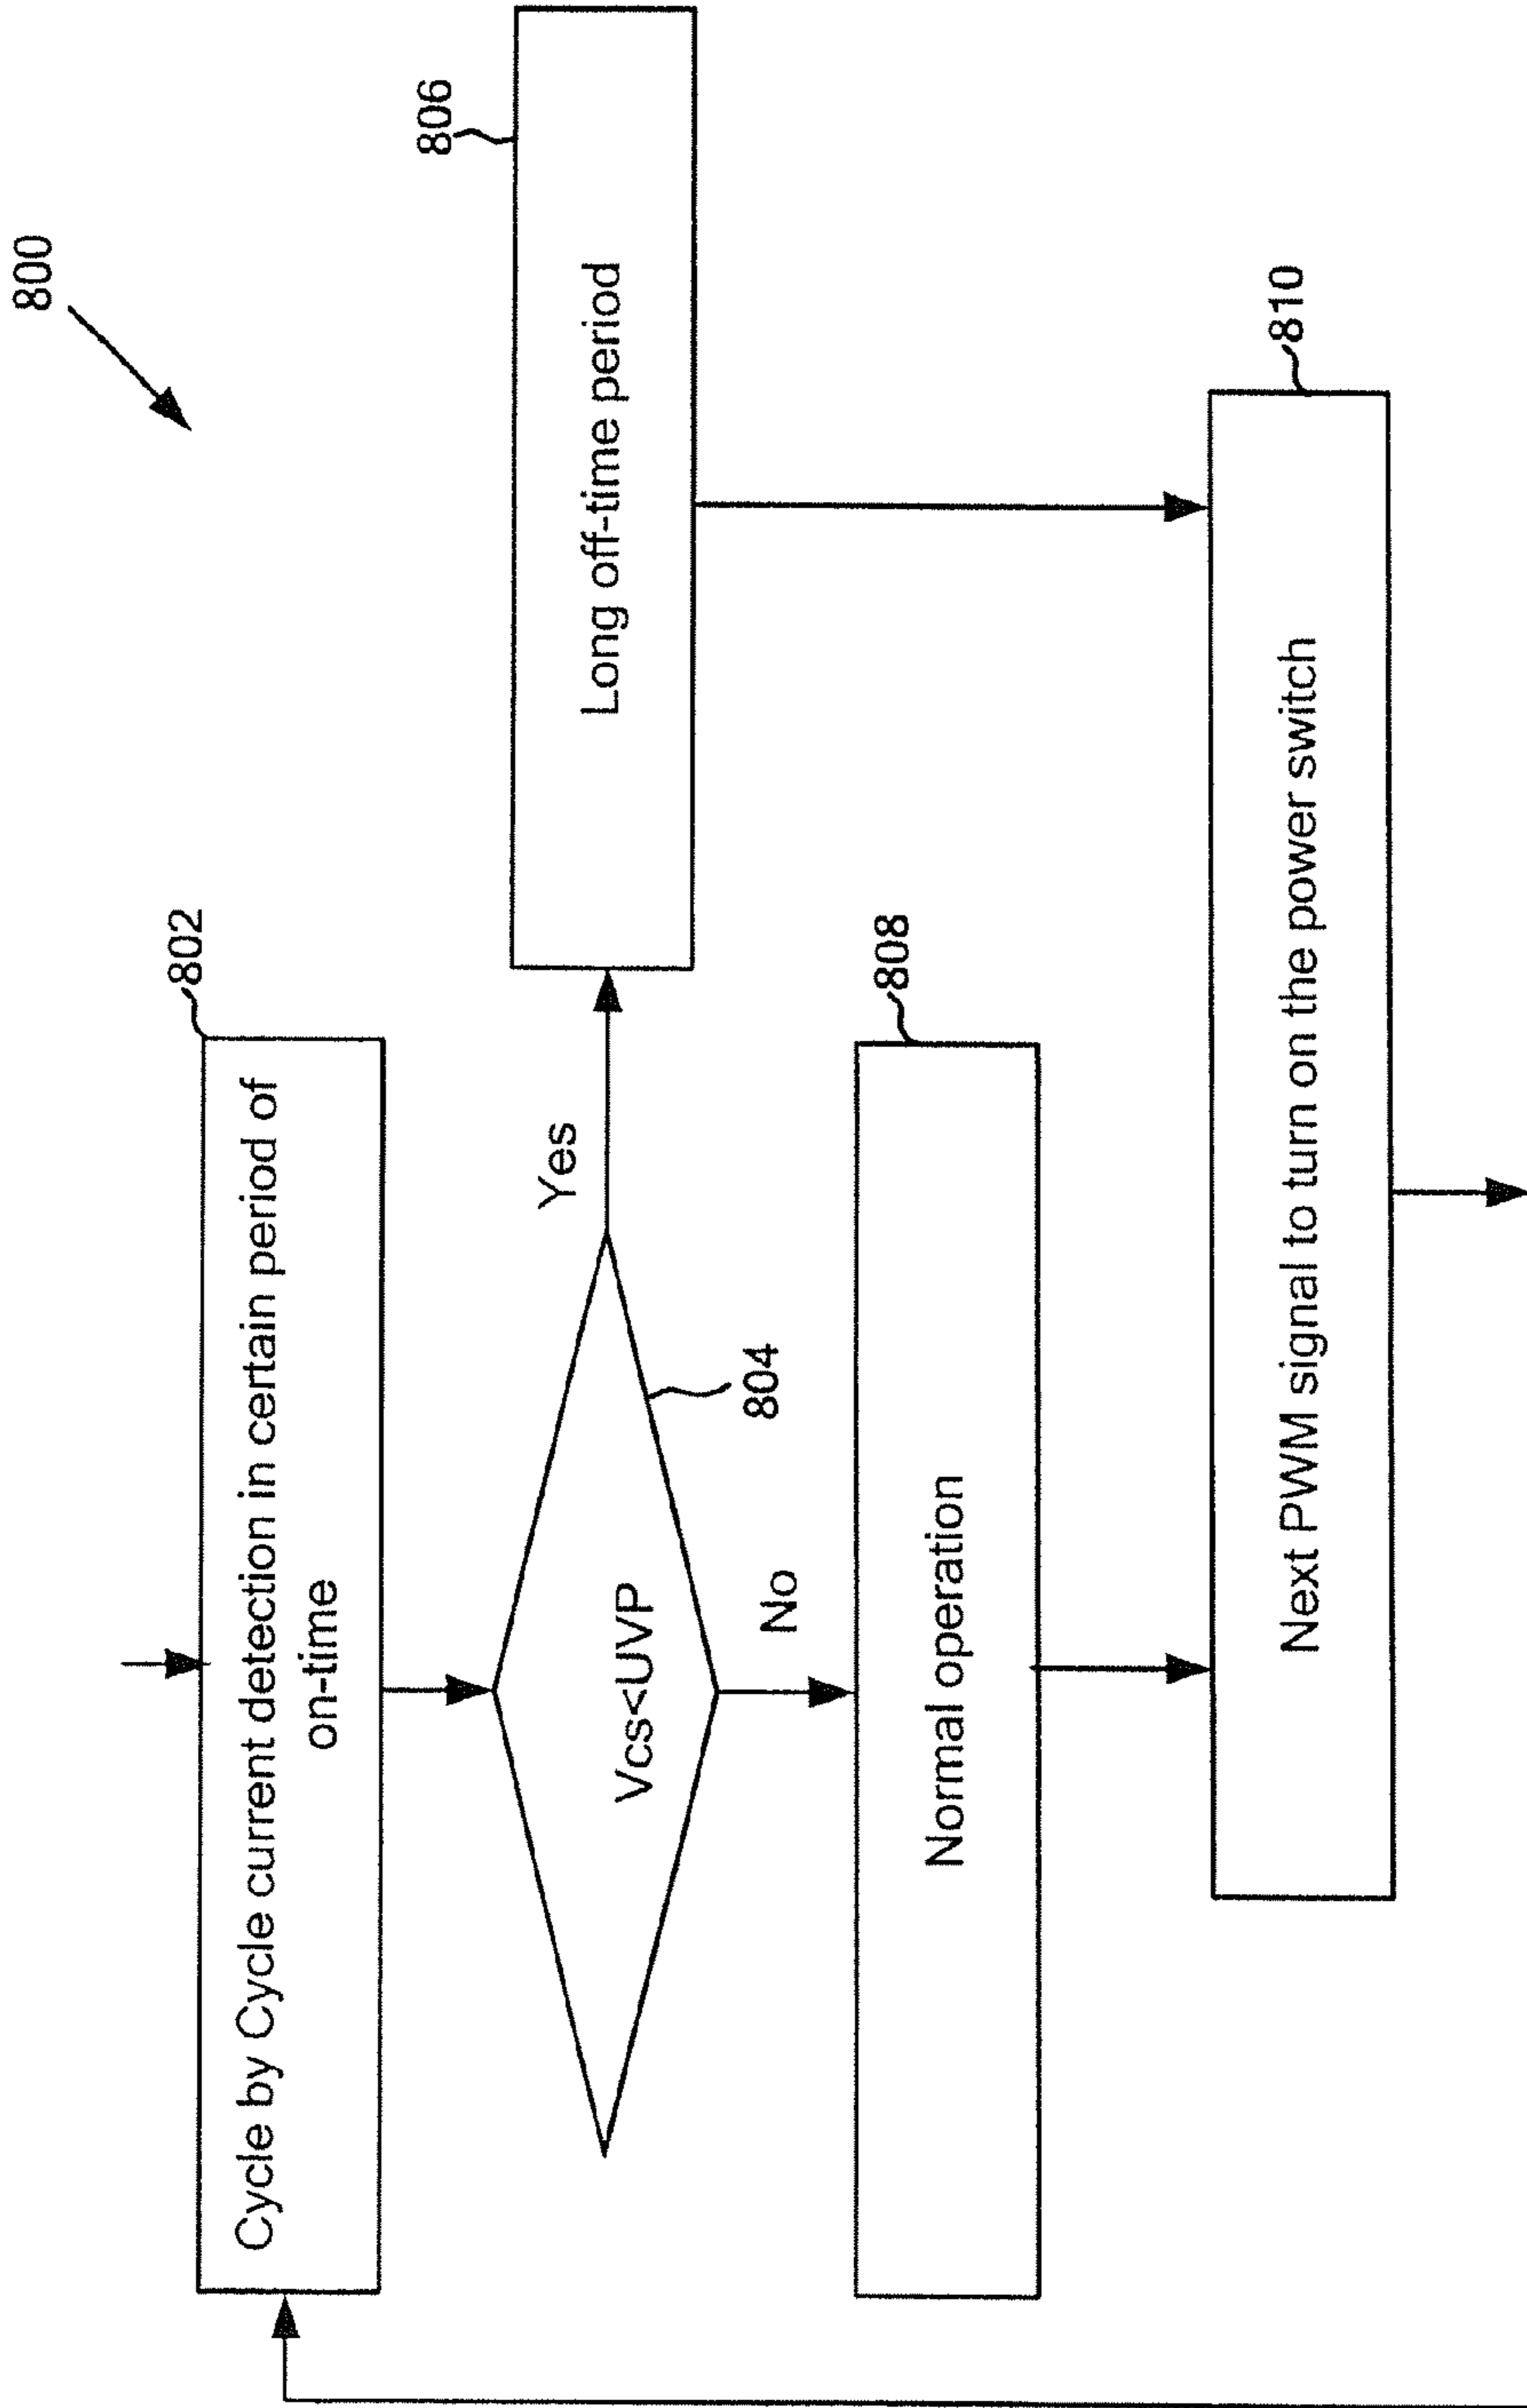 800
802
Cycle by Cycle current detection in certain period of
on-time
Vcs<UVP
804
Yes
806
Long off-time period
No
808
Normal operation
810
Next PWM signal to turn on the power switch